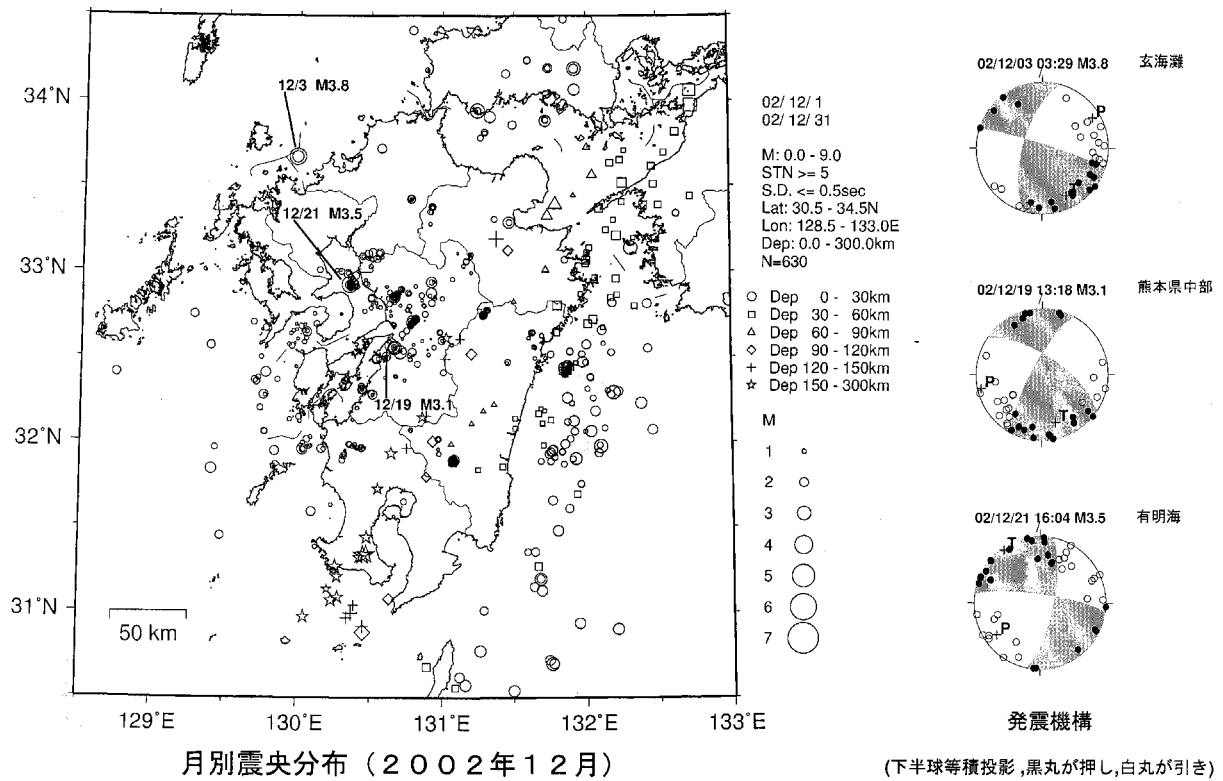 34°N
33°N
32°N
31°N
129°E
130°E
131°E
132°E
133°E
12/3 M3.8
12/21 M3.5
12/19 M3.1
50 km
月別震央分布（２００２年１２月）
02/ 12/ 1
02/ 12/ 31
M: 0.0 - 9.0
STN >= 5
S.D. <= 0.5sec
Lat: 30.5 - 34.5N
Lon: 128.5 - 133.0E
Dep: 0.0 - 300.0km
N=630
Dep 0 - 30km
Dep 30 - 60km
Dep 60 - 90km
Dep 90 - 120km
Dep 120 - 150km
Dep 150 - 300km
M
1
2
3
4
5
6
7
02/12/03 03:29 M3.8 玄海灘
P
T
02/12/19 13:18 M3.1 熊本県中部
P
T
02/12/21 16:04 M3.5 有明海
T
P
発震機構
(下半球等積投影,黒丸が押し,白丸が引き)